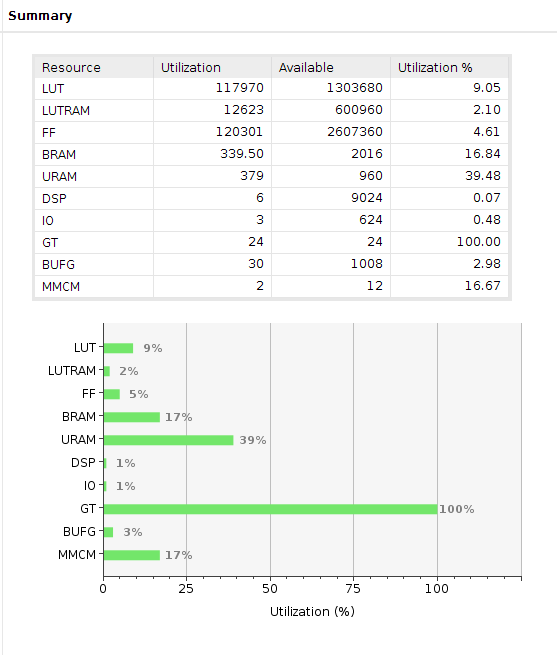 Summary
Resource Utilization Available Utilization %
LUT 117970 1303680 9.05
LUTRAM 12623 600960 2.10
FF 120301 2607360 4.61
BRAM 339.50 2016 16.84
URAM 379 960 39.48
DSP 6 9024 0.07
IO 3 624 0.48
GT 24 24 100.00
BUFG 30 1008 2.98
MMCM 2 12 16.67
LUT 9%
LUTRAM 2%
FF 5%
BRAM 17%
URAM 39%
DSP 1%
IO 1%
GT 100%
BUFG 3%
MMCM 17%
0 25 50 75 100
Utilization (%)